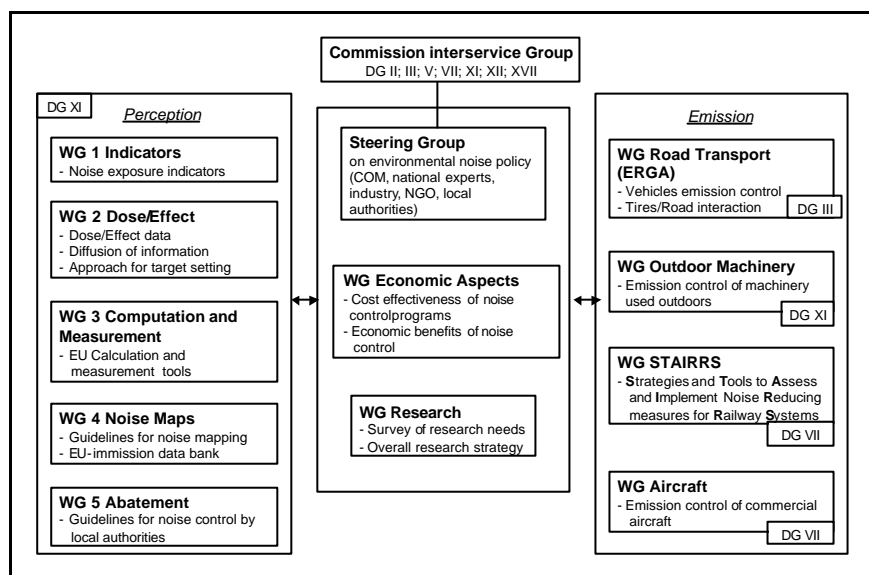 Commission interservice Group
DG II; III; V; VII; XI; XII; XVII
DG XI
Perception
WG 1 Indicators
- Noise exposure indicators
WG 2 Dose/Effect
- Dose/Effect data
- Diffusion of information
- Approach for target setting
WG 3 Computation and
Measurement
- EU Calculation and
measurement tools
WG 4 Noise Maps
- Guidelines for noise mapping
- EU-immission data bank
WG 5 Abatement
- Guidelines for noise control by
local authorities
Steering Group
on environmental noise policy
(COM, national experts,
industry, NGO, local
authorities)
WG Economic Aspects
- Cost effectiveness of noise
controlprograms
- Economic benefits of noise
control
WG Research
- Survey of research needs
- Overall research strategy
Emission
WG Road Transport
(ERGA)
- Vehicles emission control
- Tires/Road interaction
DG III
WG Outdoor Machinery
- Emission control of machinery
used outdoors
DG XI
WG STAIRRS
- Strategies and Tools to Assess
and Implement Noise Reducing
measures for Railway Systems
DG VII
WG Aircraft
- Emission control of commercial
aircraft
DG VII